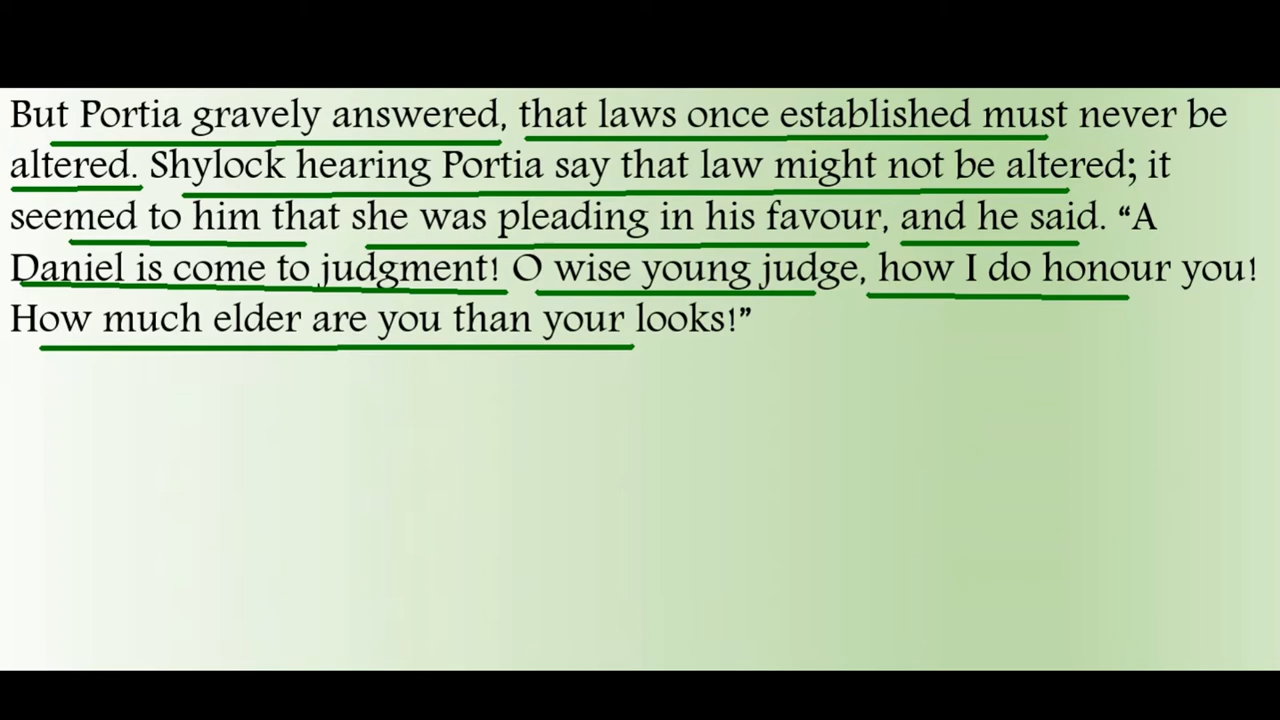 But Portia gravely answered, that laws once established must never be
altered. Shylock hearing Portia say that law might not be altered; it
seemed to him that she was pleading in his favour, and he said. “A
Daniel is come to judgment! O wise young judge, how I do honour you!
How much elder are you than your looks!”